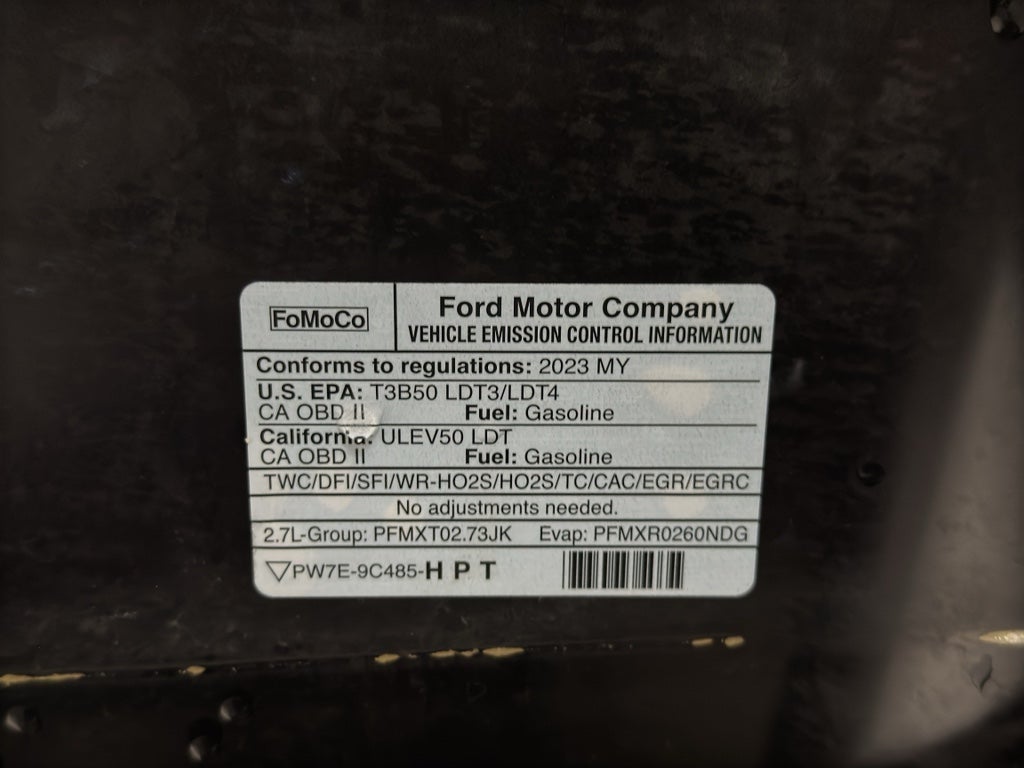 FoMoCo
Ford Motor Company
VEHICLE EMISSION CONTROL INFORMATION
Conforms to regulations: 2023 MY
U.S. EPA: T3B50 LDT3/LDT4
CA OBD II Fuel: Gasoline
California: ULEV50 LDT
CA OBD II Fuel: Gasoline
TWC/DFI/SFI/WR-HO2S/HO2S/TC/CAC/EGR/EGRC
No adjustments needed.
2.7L-Group: PFMXT02.73JK Evap: PFMXR0260NDG
▽PW7E-9C485-H P T